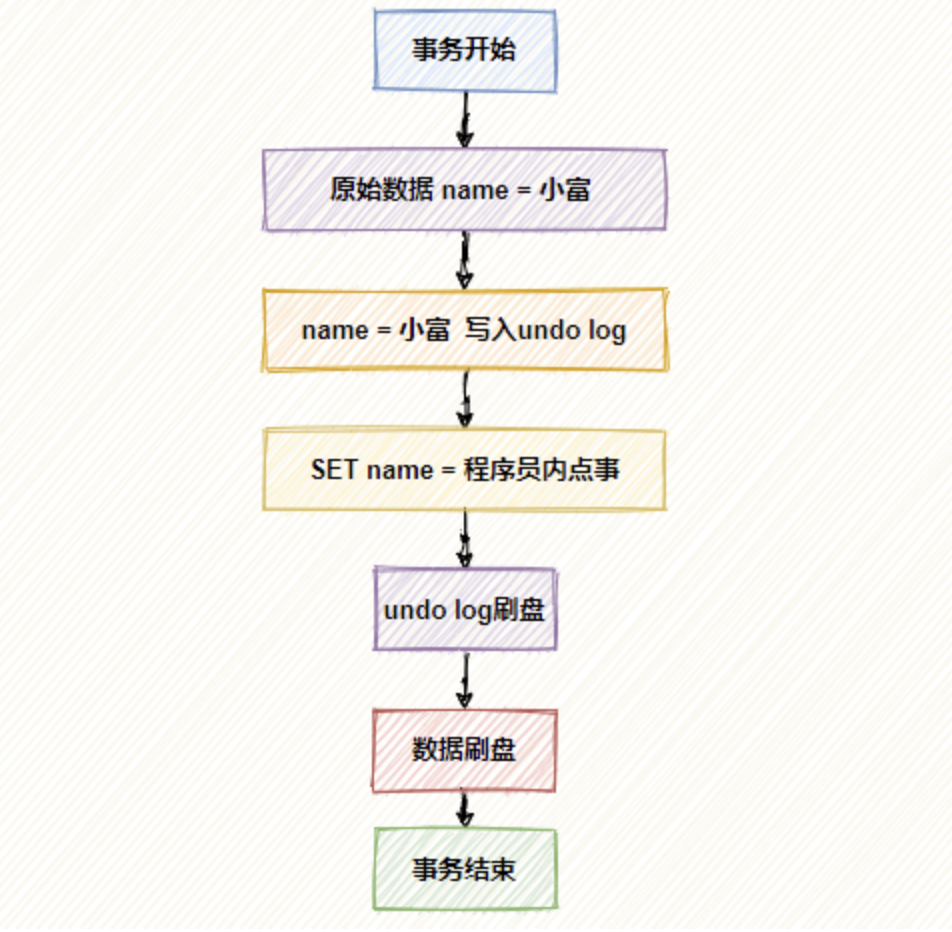 事务开始
原始数据 name = 小富
name = 小富 写入undo log
SET name = 程序员内点事
undo log刷盘
数据刷盘
事务结束